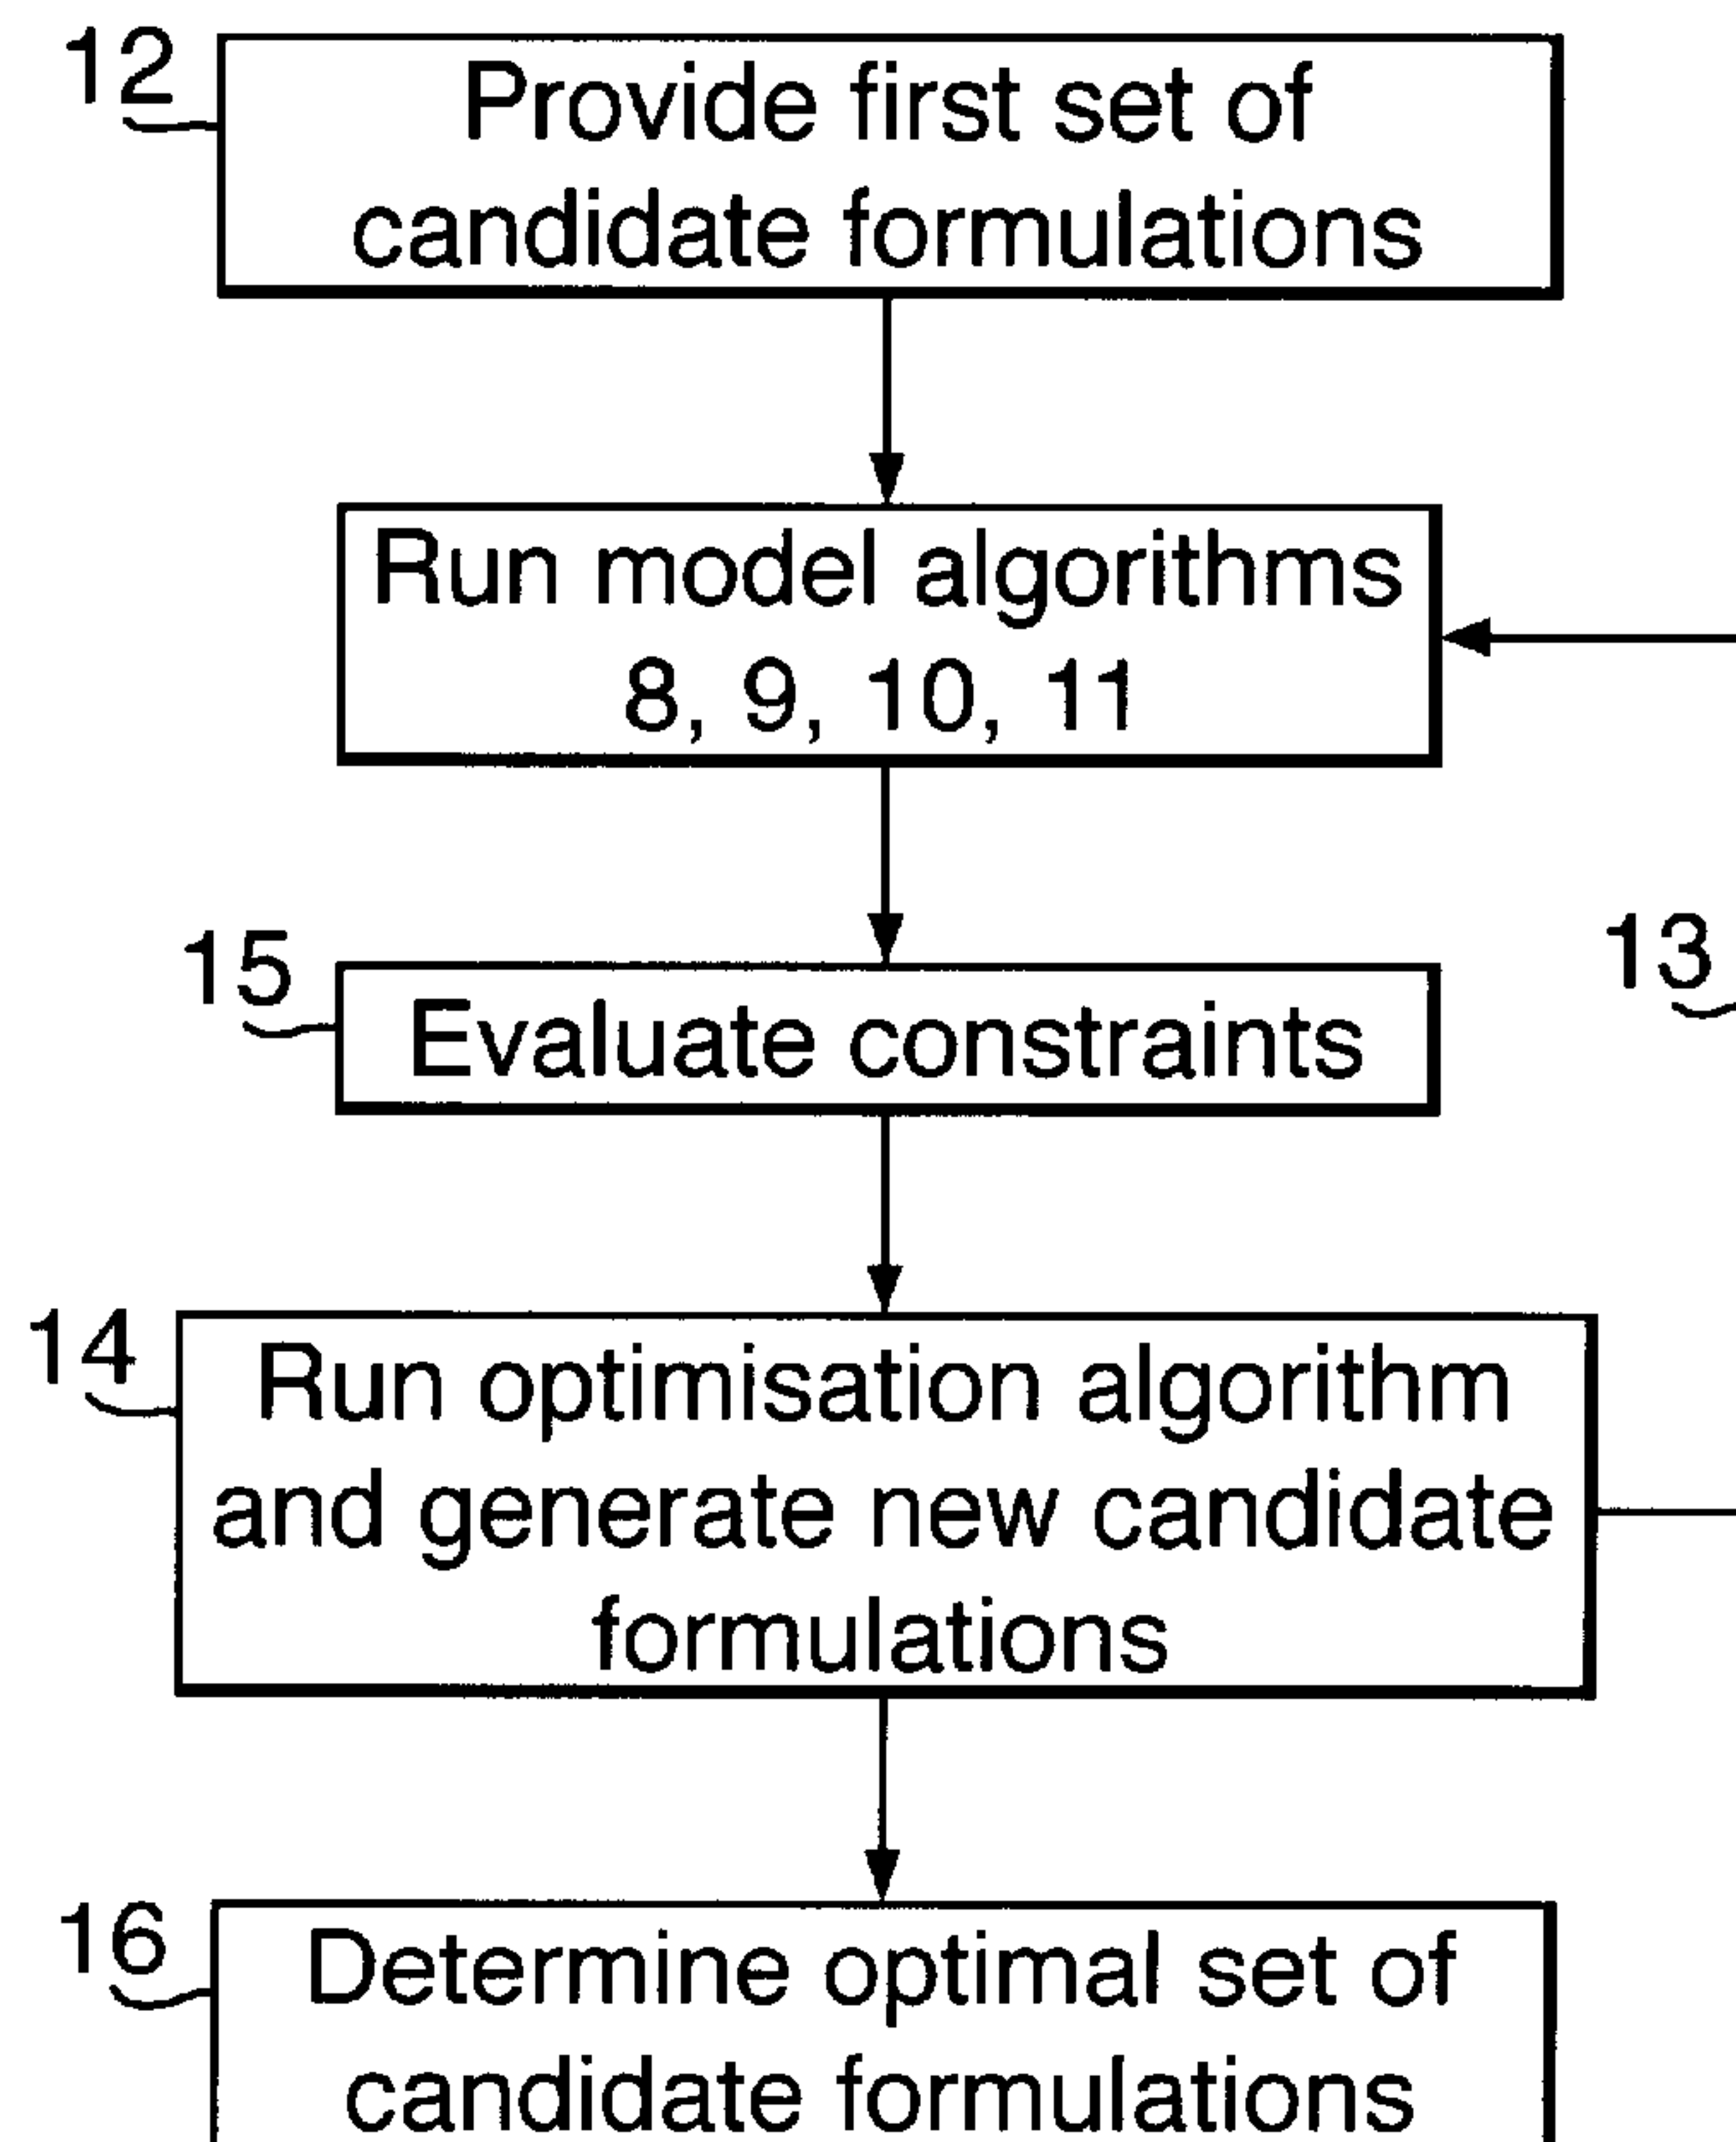 12
Provide first set of
candidate formulations
Run model algorithms
8, 9, 10, 11
15
13
Evaluate constraints
14
Run optimisation algorithm
and generate new candidate
formulations
16
Determine optimal set of
candidate formulations